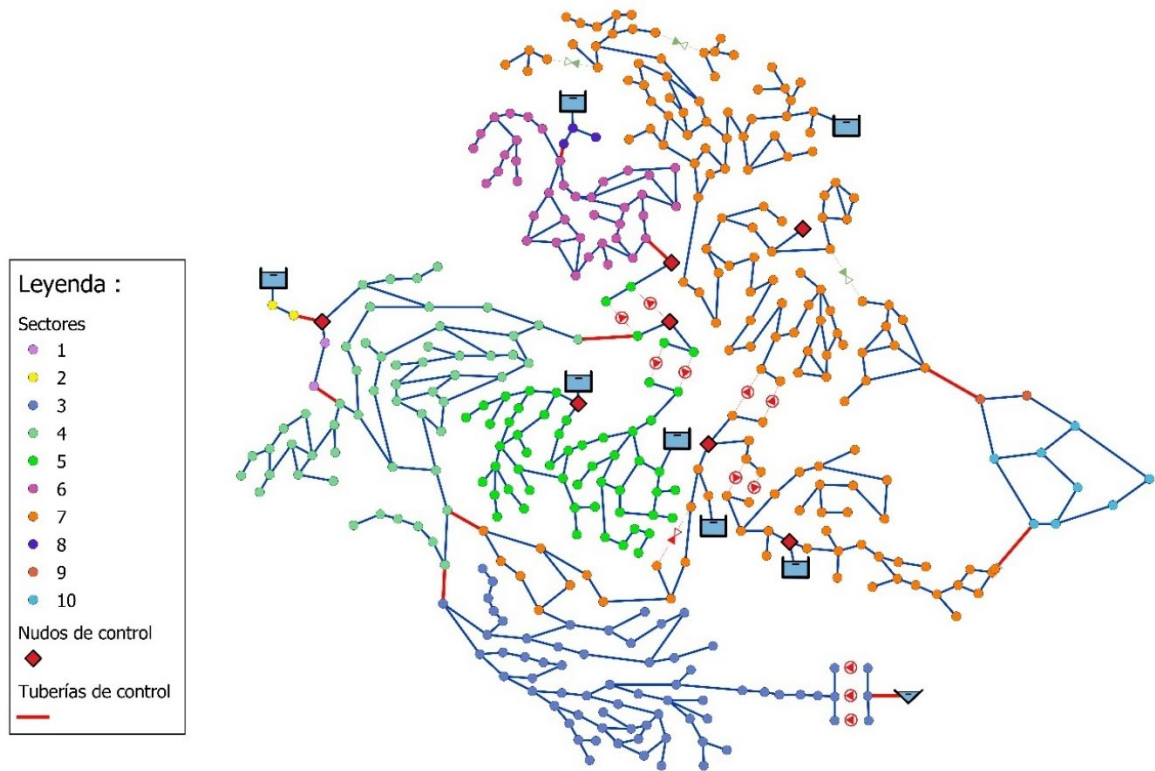 Leyenda :
Sectores
1
2
3
4
5
6
7
8
9
10
Nudos de control
Tuberías de control